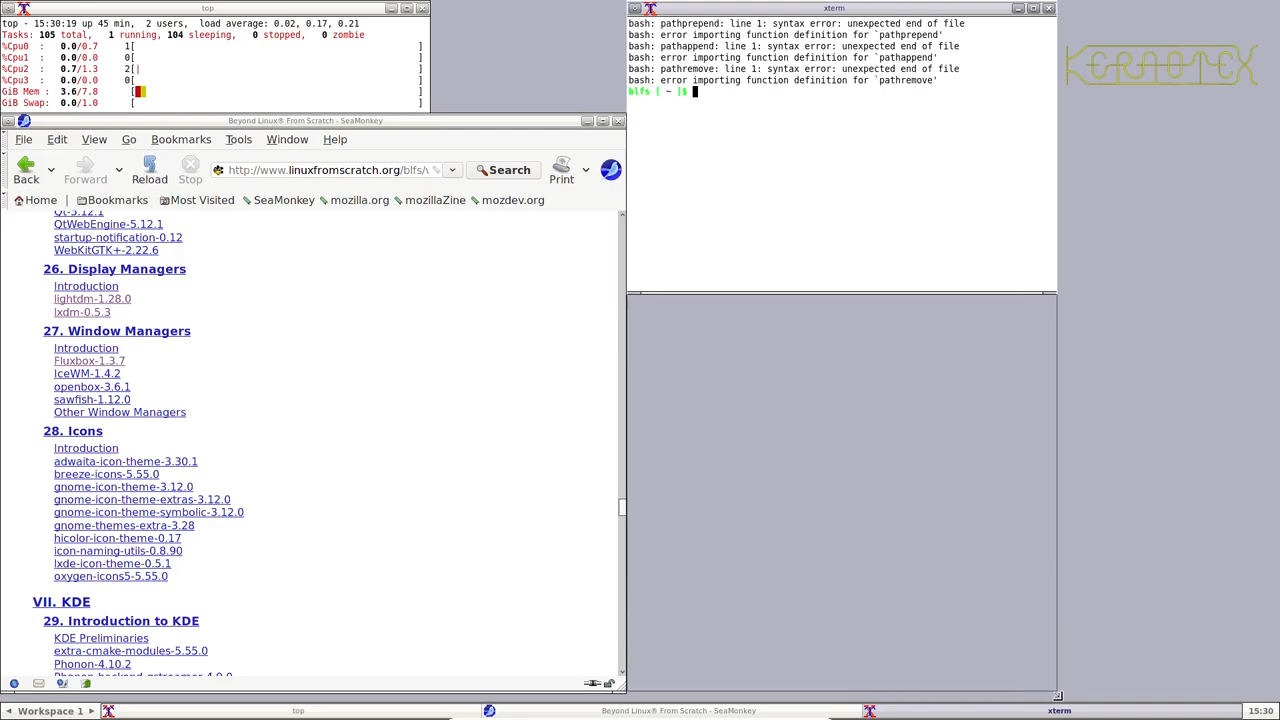 top
top - 15:30:19 up 45 min,  2 users,  load average: 0.02, 0.17, 0.21
Tasks: 105 total,   1 running, 104 sleeping,   0 stopped,   0 zombie
%Cpu0  :   0.0/0.7     1[                                        ]
%Cpu1  :   0.0/0.0     0[                                        ]
%Cpu2  :   0.7/1.3     2[|                                       ]
%Cpu3  :   0.0/0.0     0[                                        ]
GiB Mem :  3.6/7.8      [                                        ]
GiB Swap:  0.0/1.0      [                                        ]
Beyond Linux® From Scratch - SeaMonkey
File Edit View Go Bookmarks Tools Window Help
Back Forward Reload Stop http://www.linuxfromscratch.org/blfs/ Search Print
Home Bookmarks Most Visited SeaMonkey mozilla.org mozillaZine mozdev.org
Qt-5.12.1
QtWebEngine-5.12.1
startup-notification-0.12
WebKitGTK+-2.22.6
26. Display Managers
Introduction
lightdm-1.28.0
lxdm-0.5.3
27. Window Managers
Introduction
Fluxbox-1.3.7
IceWM-1.4.2
openbox-3.6.1
sawfish-1.12.0
Other Window Managers
28. Icons
Introduction
adwaita-icon-theme-3.30.1
breeze-icons-5.55.0
gnome-icon-theme-3.12.0
gnome-icon-theme-extras-3.12.0
gnome-icon-theme-symbolic-3.12.0
gnome-themes-extra-3.28
hicolor-icon-theme-0.17
icon-naming-utils-0.8.90
lxde-icon-theme-0.5.1
oxygen-icons5-5.55.0
VII. KDE
29. Introduction to KDE
KDE Preliminaries
extra-cmake-modules-5.55.0
Phonon-4.10.2
xterm
bash: pathprepend: line 1: syntax error: unexpected end of file
bash: error importing function definition for `pathprepend'
bash: pathappend: line 1: syntax error: unexpected end of file
bash: error importing function definition for `pathappend'
bash: pathremove: line 1: syntax error: unexpected end of file
bash: error importing function definition for `pathremove'
blfs [ ~ ]$
Workspace 1 top Beyond Linux® From Scratch - SeaMonkey xterm 15:30